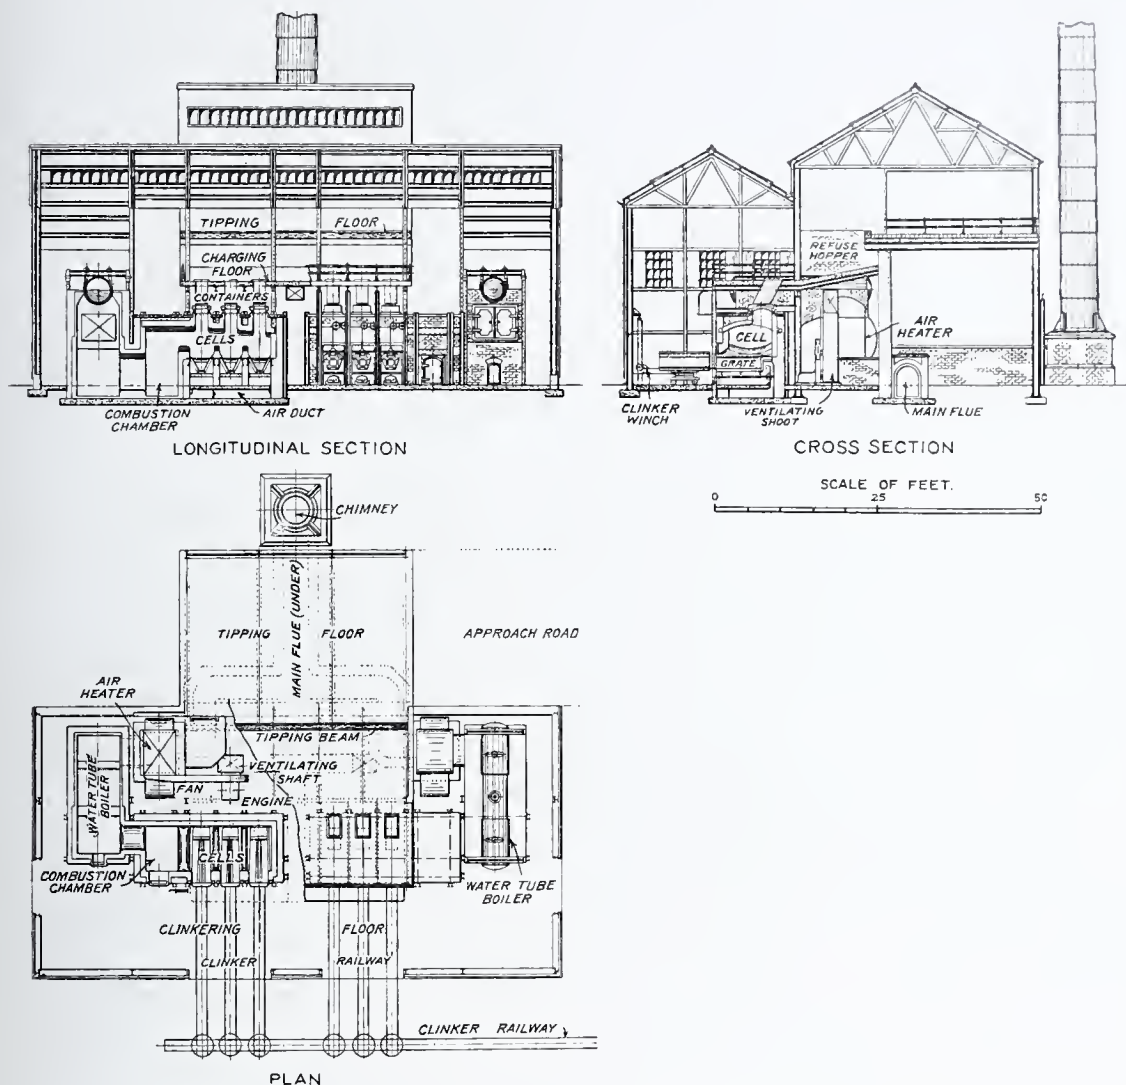 TIPPING FLOOR
CHARGING
FLOOR
CONTAINERS
CELLS
COMBUSTION
CHAMBER
AIR DUCT
LONGITUDINAL SECTION
REFUSE
HOPPER
CELL
AIR
HEATER
GRATE
CLINKER
WINCH
VENTILATING
SHOOT
MAIN FLUE
CROSS SECTION
SCALE OF FEET.
0 25 50
CHIMNEY
MAIN FLUE (UNDER)
TIPPING FLOOR
APPROACH ROAD
AIR
HEATER
TIPPING BEAM
VENTILATING
SHAFT
FAN
ENGINE
WATER TUBE
BOILER
CELLS
COMBUSTION
CHAMBER
WATER TUBE
BOILER
CLINKERING FLOOR
CLINKER RAILWAY
CLINKER RAILWAY
PLAN